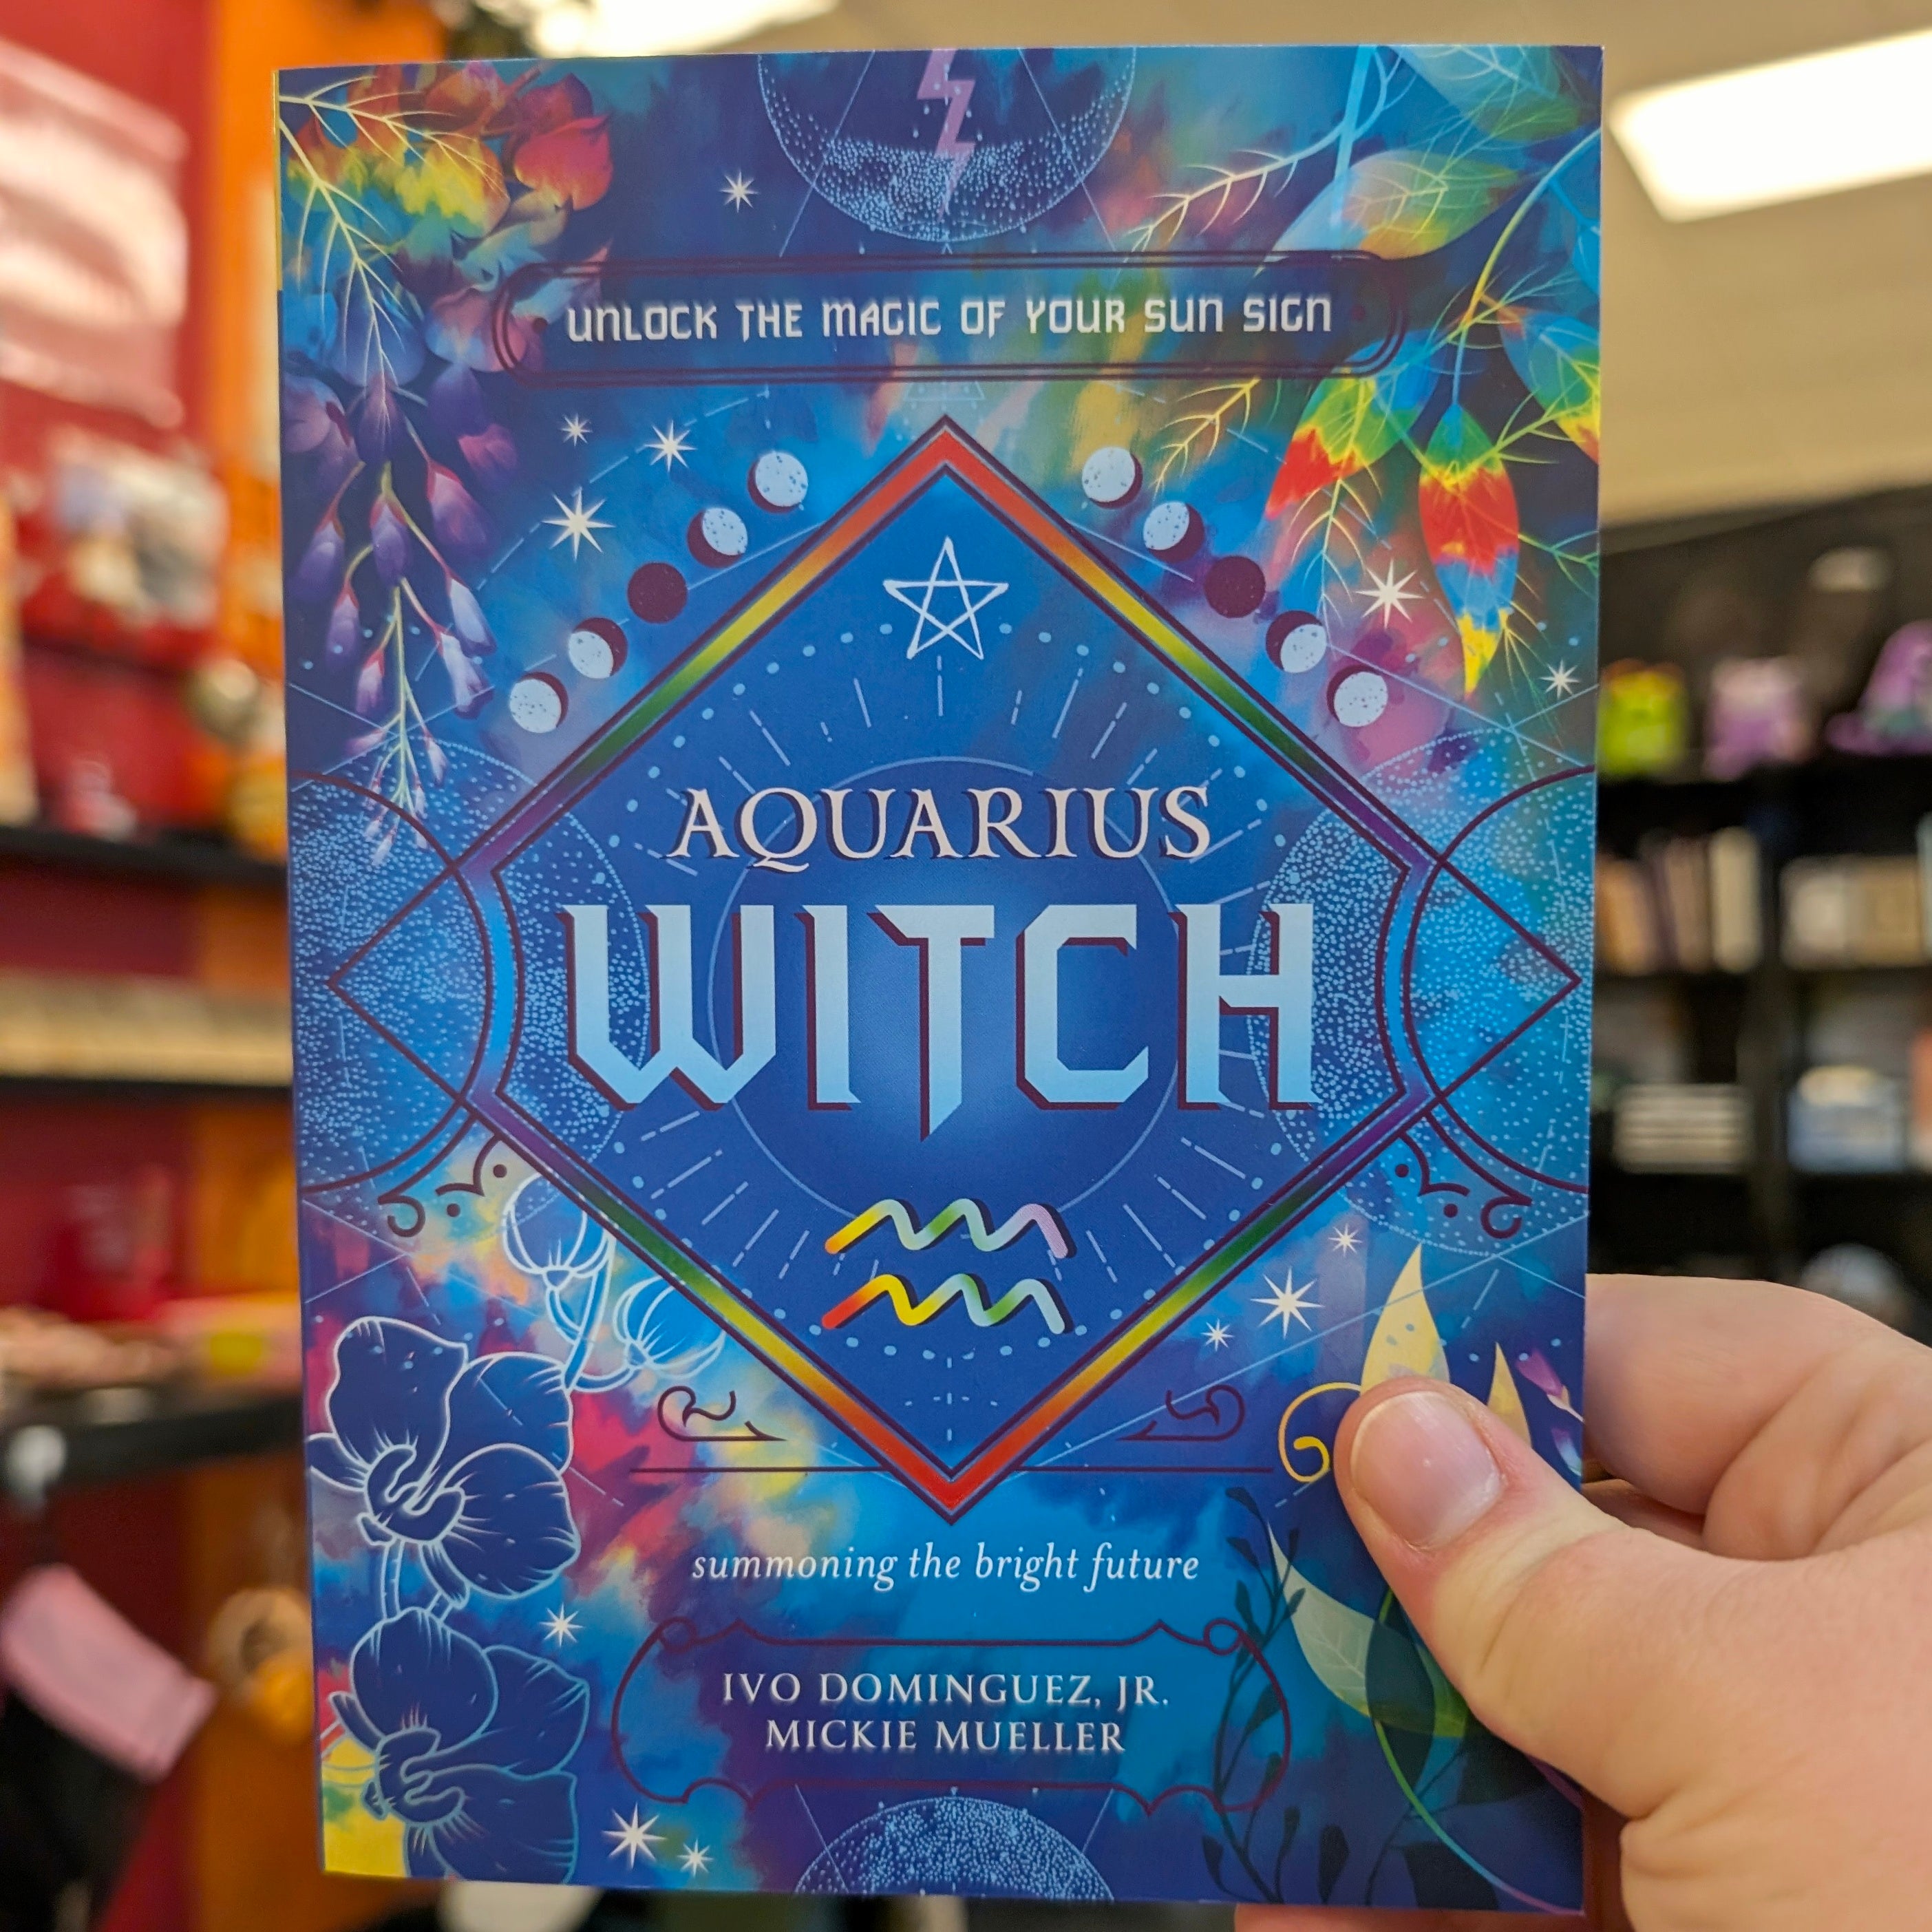 UNLOCK THE MAGIC OF YOUR SUN SIGN
AQUARIUS
WITCH
summoning the bright future
IVO DOMINGUEZ, JR.
MICKIE MUELLER